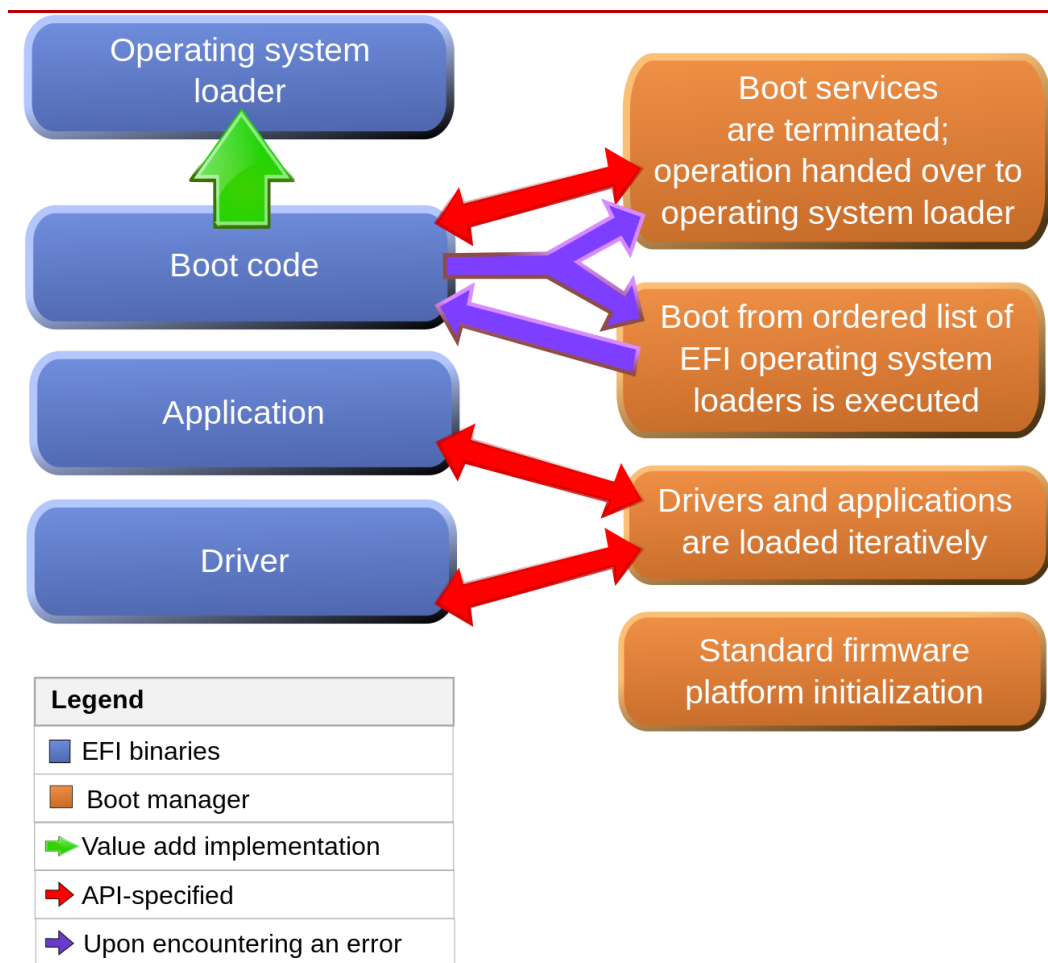 Operating system
loader
Boot code
Application
Driver
Boot services
are terminated;
operation handed over to
operating system loader
Boot from ordered list of
EFI operating system
loaders is executed
Drivers and applications
are loaded iteratively
Standard firmware
platform initialization
Legend
EFI binaries
Boot manager
Value add implementation
API-specified
Upon encountering an error